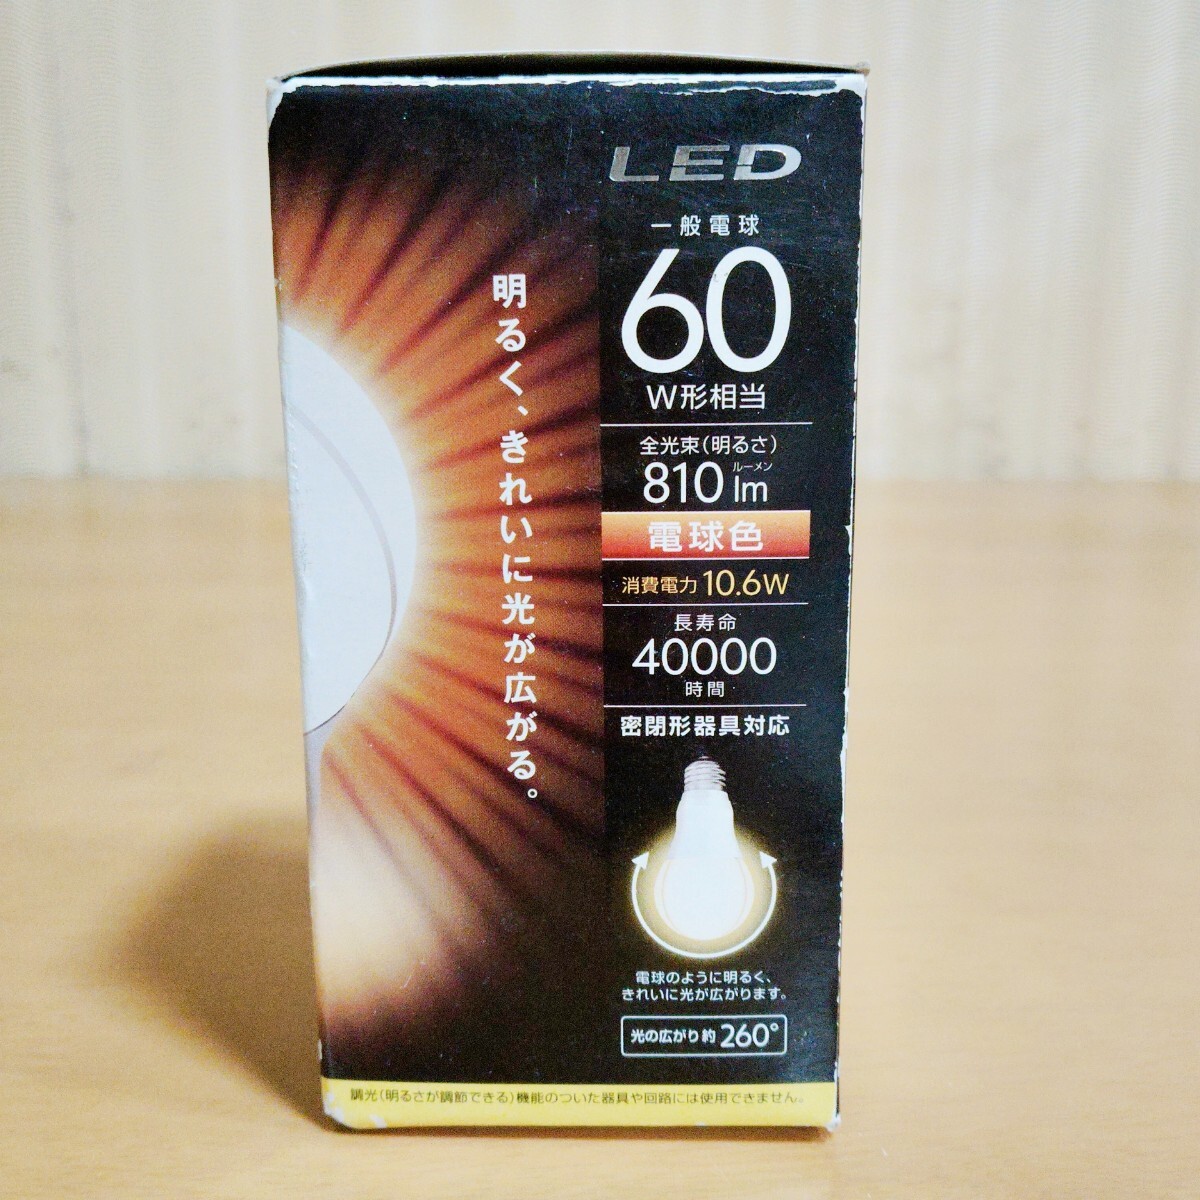 LED
一般電球
60
W形相当
全光束(明るさ)
810 lm
ルーメン
電球色
消費電力 10.6W
長寿命
40000
時間
密閉形器具対応
明るく、きれいに光が広がる。
電球のように明るく、
きれいに光が広がります。
光の広がり約260°
調光(明るさが調節できる)機能のついた器具や回路には使用できません。